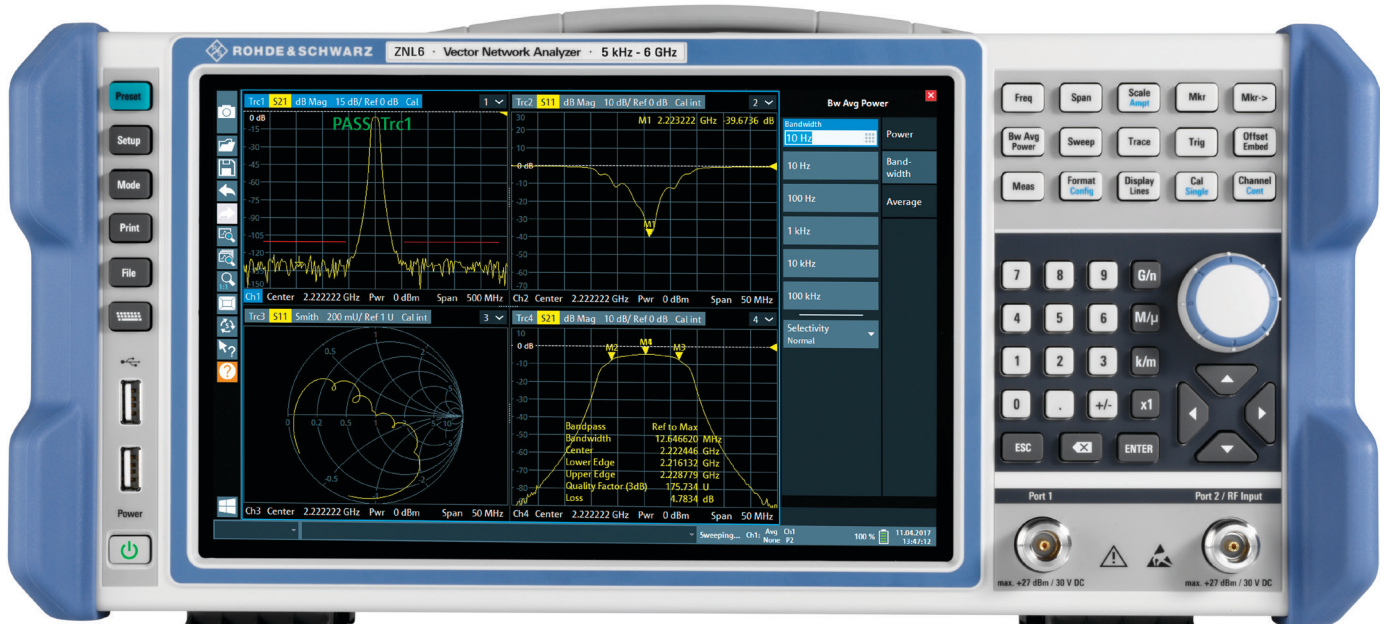 ROHDE & SCHWARZ ZNL6 · Vector Network Analyzer · 5 kHz - 6 GHz
Preset
Setup
Mode
Print
File
Power
Trc1 S21 dB Mag 15 dB/ Ref 0 dB Cal 1
PASS Trc1
0 dB
-15
-30
-45
-60
-75
-90
-105
-120
-150
Ch1 Center 2.222222 GHz Pwr 0 dBm Span 500 MHz
Trc2 S11 dB Mag 10 dB/ Ref 0 dB Cal int 2
M1 2.223222 GHz -39.6736 dB
30
20
10
0 dB
-10
-20
-30
-40
-50
-60
-70
M1
Ch2 Center 2.222222 GHz Pwr 0 dBm Span 50 MHz
Trc3 S11 Smith 200 mU/ Ref 1 U Cal int 3
0.5
2
5
0 0.2 0.5 1 2 5 10
-5
-0.5
-2
-1
Ch3 Center 2.222222 GHz Pwr 0 dBm Span 50 MHz
Trc4 S21 dB Mag 10 dB/ Ref 0 dB Cal int 4
10
0 dB
-10
-20
-30
-40
-50
-60
-70
-80
M2 M4 M3
Bandpass Ref to Max
Bandwidth 12.646620 MHz
Center 2.222446 GHz
Lower Edge 2.216132 GHz
Upper Edge 2.228779 GHz
Quality Factor (3dB) 175.734 U
Loss 4.7834 dB
Ch4 Center 2.222222 GHz Pwr 0 dBm Span 50 MHz
Bw Avg Power
Bandwidth
10 Hz
10 Hz
100 Hz
1 kHz
10 kHz
100 kHz
Selectivity
Normal
Power
Band-
width
Average
Sweeping... Ch1: Avg None Ch1 P2 100 % 11.04.2017
13:47:12
Freq Span Scale Ampt Mkr Mkr->
Bw Avg Power Sweep Trace Trig Offset Embed
Meas Format Config Display Lines Cal Single Channel Cont
7 8 9 G/n
4 5 6 M/µ
1 2 3 k/m
0 . +/- x1
ESC ENTER
Port 1 Port 2 / RF Input
max. +27 dBm / 30 V DC max. +27 dBm / 30 V DC